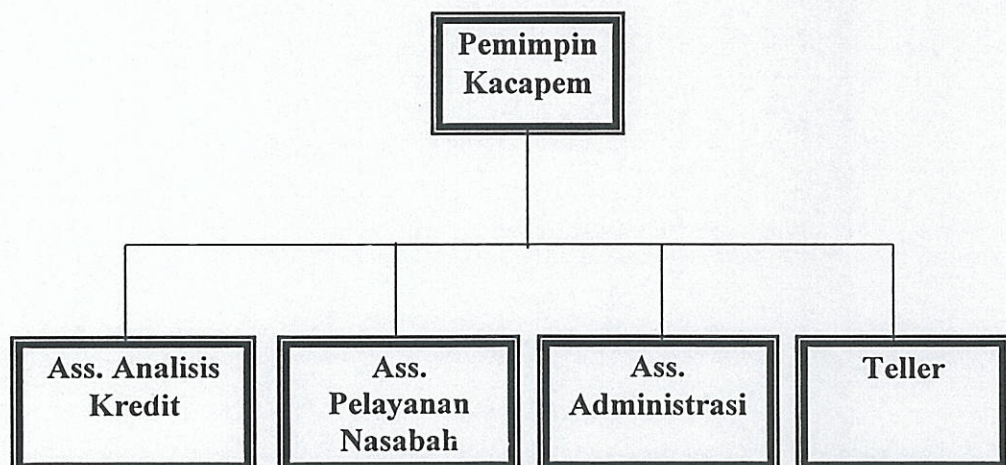 Pemimpin
Kacapem
Ass. Analisis
Kredit
Ass.
Pelayanan
Nasabah
Ass.
Administrasi
Teller